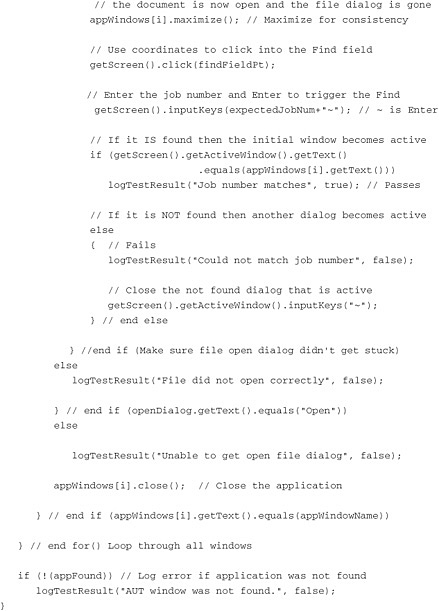 // the document is now open and the file dialog is gone
appWindows[i].maximize(); // Maximize for consistency
// Use coordinates to click into the Find field
getScreen().click(findFieldPt);
// Enter the job number and Enter to trigger the Find
getScreen().inputKeys(expectedJobNum+"~"); // ~ is Enter
// If it IS found then the initial window becomes active
if (getScreen().getActiveWindow().getText()
.equals(appWindows[i].getText()))
logTestResult("Job number matches", true); // Passes
// If it is NOT found then another dialog becomes active
else
{ // Fails
logTestResult("Could not match job number", false);
// Close the not found dialog that is active
getScreen().getActiveWindow().inputKeys("~");
} // end else
} //end if (Make sure file open dialog didn't get stuck)
else
logTestResult("File did not open correctly", false);
} // end if (openDialog.getText().equals("Open"))
else
logTestResult("Unable to get open file dialog", false);
appWindows[i].close(); // Close the application
} // end if (appWindows[i].getText().equals(appWindowName))
} // end for() Loop through all windows
if (!(appFound)) // Log error if application was not found
logTestResult("AUT window was not found.", false);
}